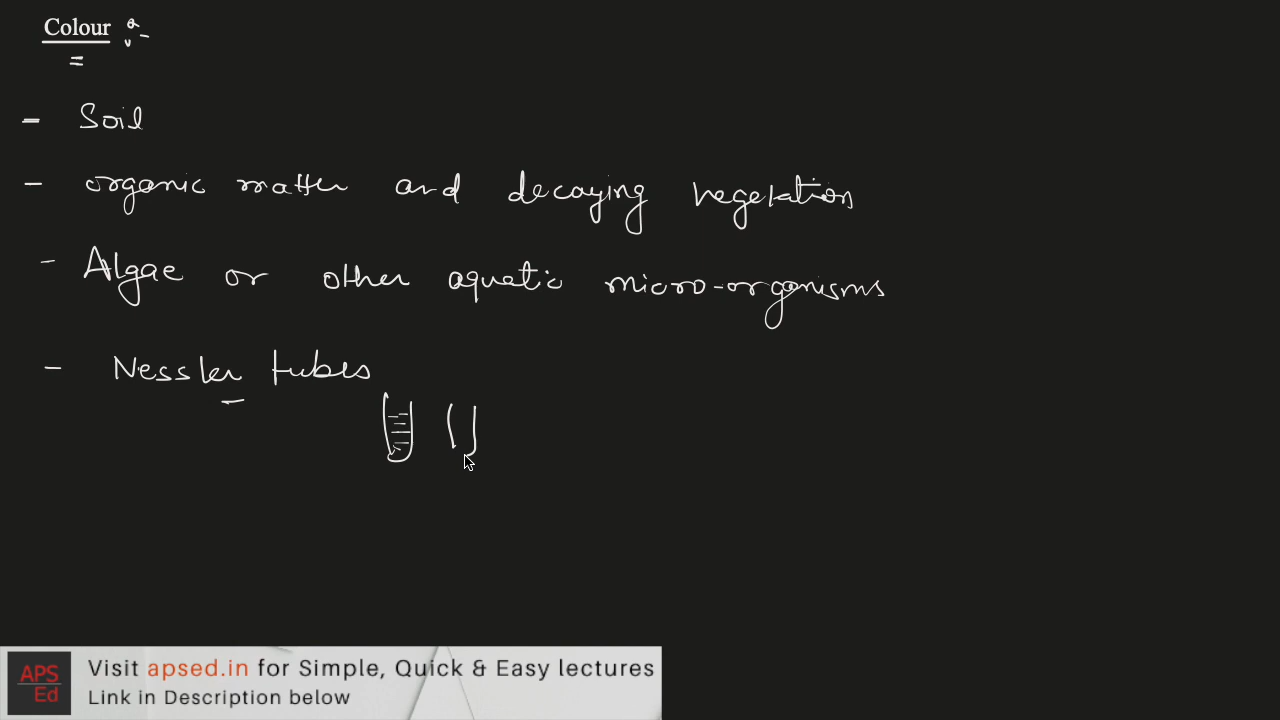 Colour :-
- Soil
- organic matter and decaying vegetation
- Algae or other aquatic micro-organisms
- Nessler tubes
APS
Ed
Visit apsed.in for Simple, Quick & Easy lectures
Link in Description below